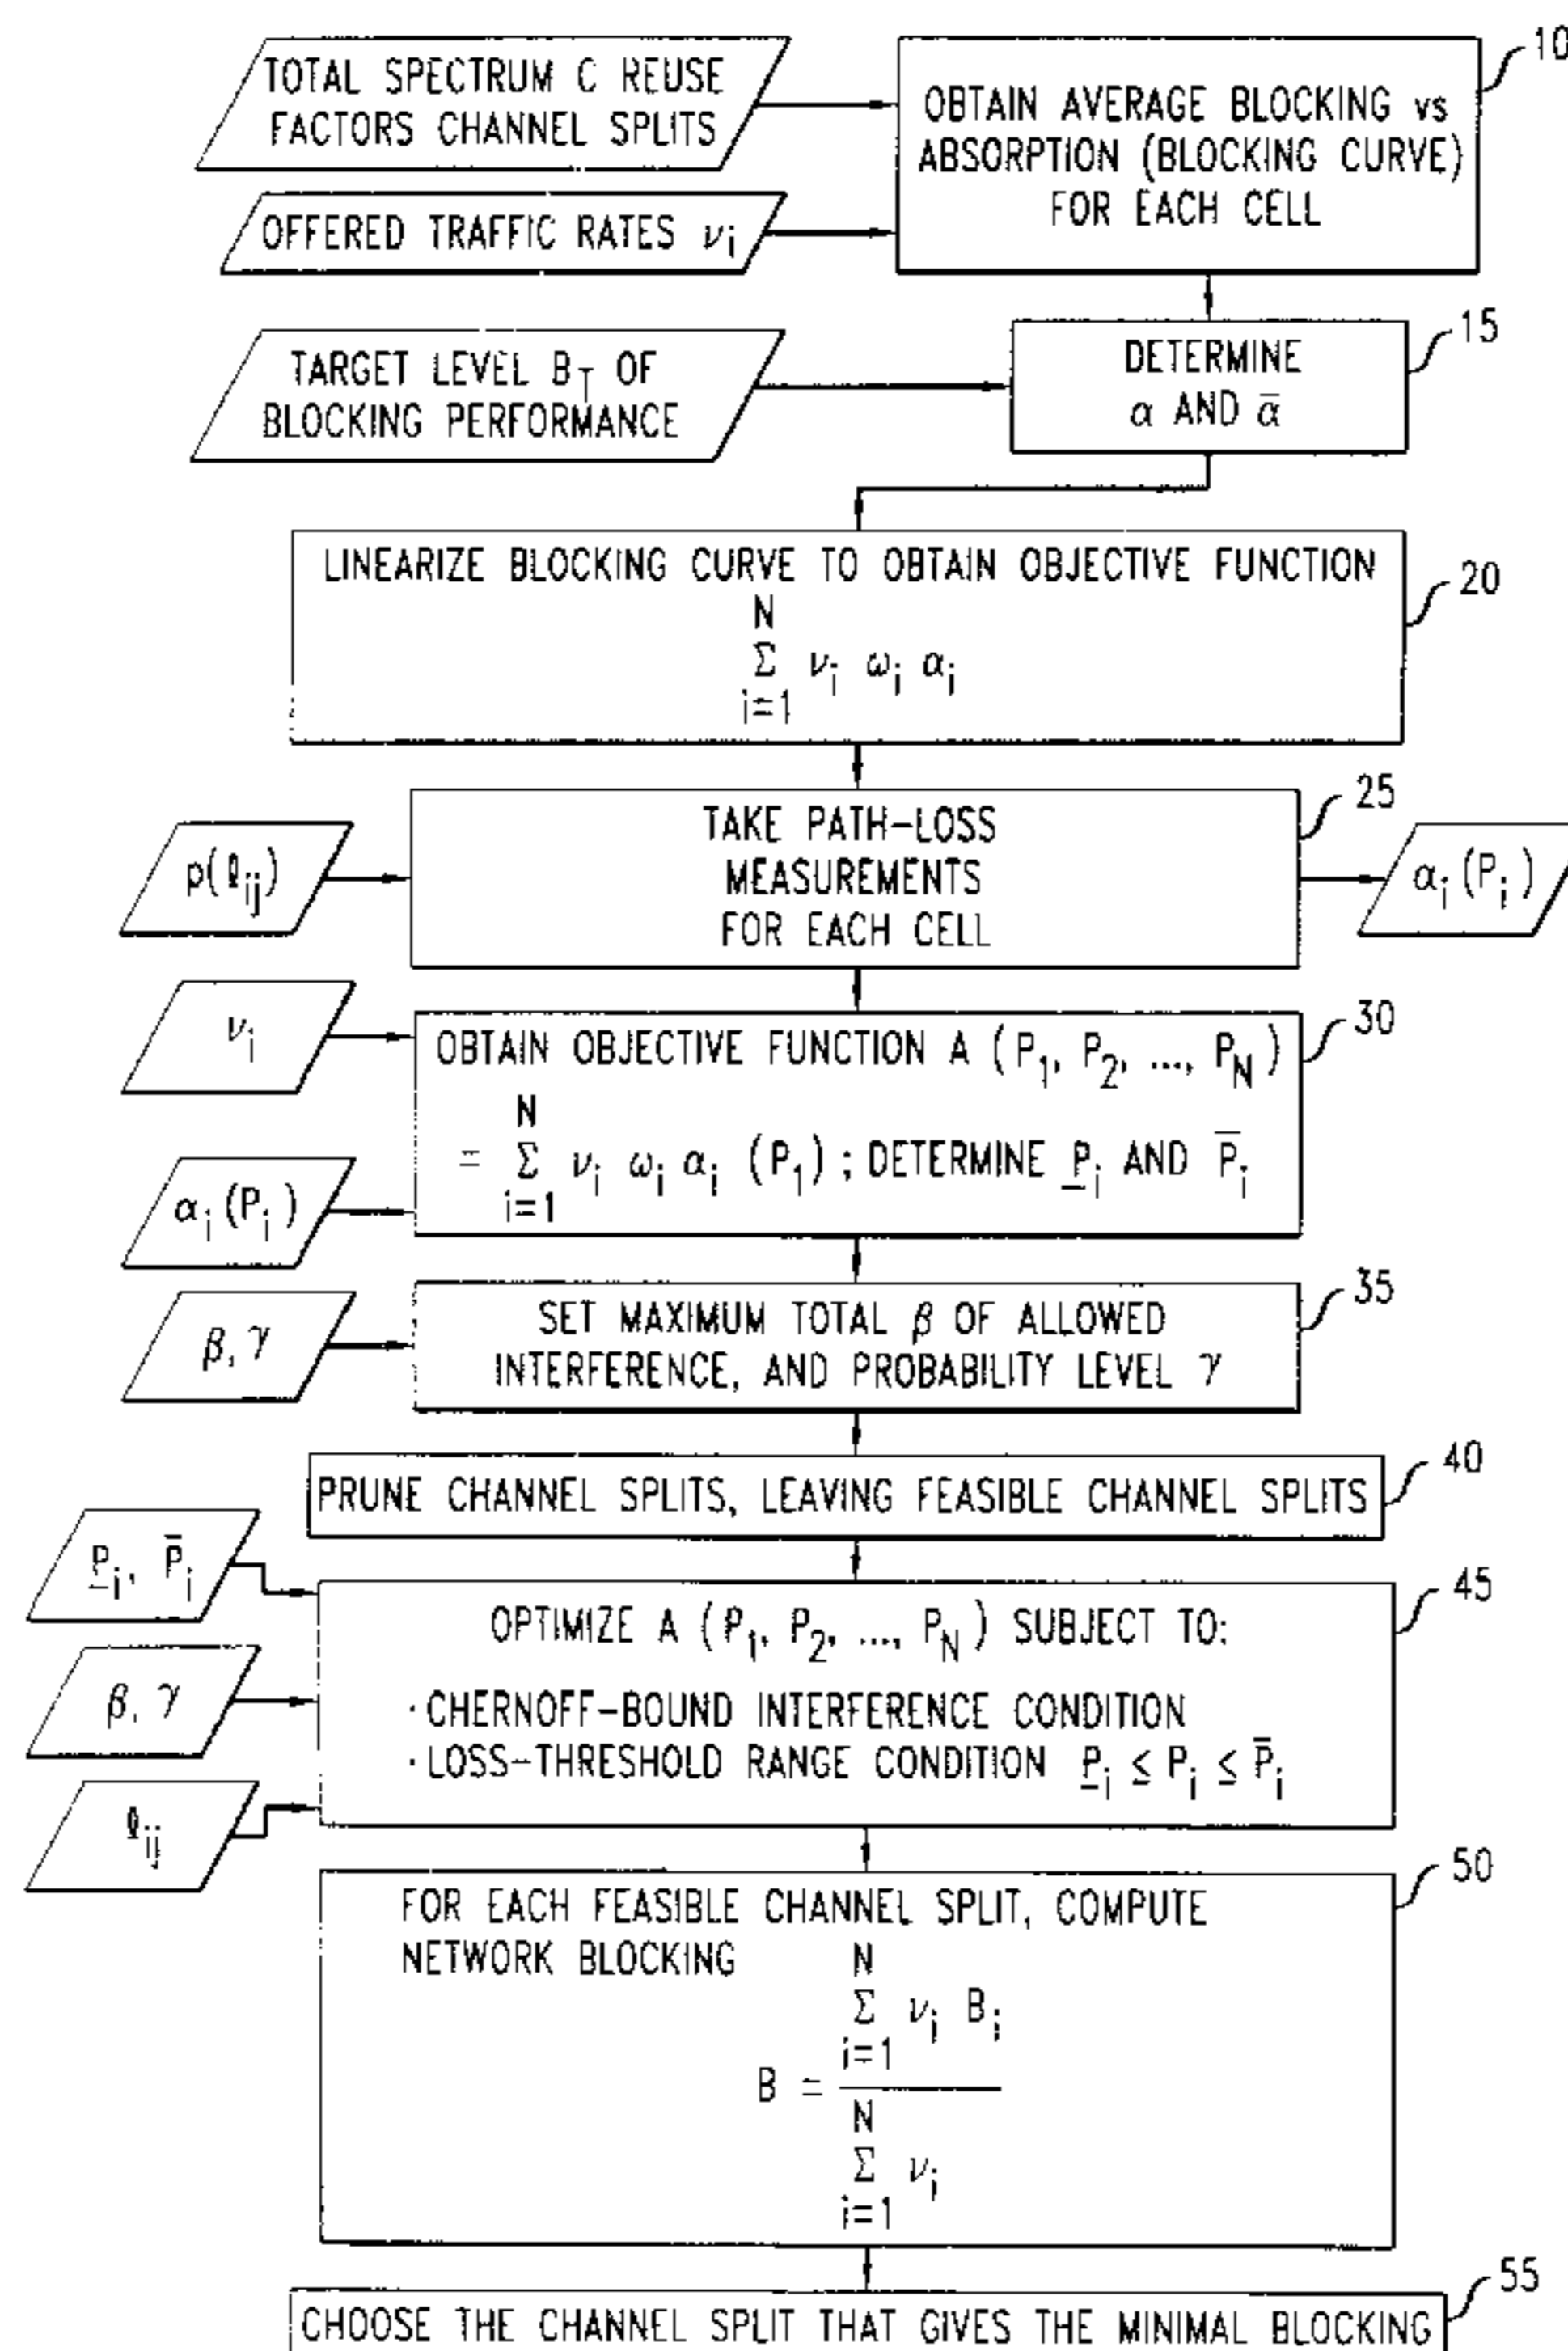 TOTAL SPECTRUM C REUSE
FACTORS CHANNEL SPLITS
10
OBTAIN AVERAGE BLOCKING vs
ABSORPTION (BLOCKING CURVE)
FOR EACH CELL
OFFERED TRAFFIC RATES νi
15
TARGET LEVEL BT OF
BLOCKING PERFORMANCE
DETERMINE
α AND ᾱ
20
LINEARIZE BLOCKING CURVE TO OBTAIN OBJECTIVE FUNCTION
N
Σ νi ωi αi
i=1
25
p(ℓij)
TAKE PATH-LOSS
MEASUREMENTS
FOR EACH CELL
αi (Pi)
νi
30
OBTAIN OBJECTIVE FUNCTION A (P1, P2, ..., PN)
N
= Σ νi ωi αi (P1) ; DETERMINE P̲i AND P̅i
i=1
αi (Pi)
35
β, γ
SET MAXIMUM TOTAL β OF ALLOWED
INTERFERENCE, AND PROBABILITY LEVEL γ
40
PRUNE CHANNEL SPLITS, LEAVING FEASIBLE CHANNEL SPLITS
P̲i, P̅i
45
OPTIMIZE A (P1, P2, ..., PN) SUBJECT TO:
β, γ
· CHERNOFF-BOUND INTERFERENCE CONDITION
· LOSS-THRESHOLD RANGE CONDITION P̲i ≤ Pi ≤ P̅i
ℓij
50
FOR EACH FEASIBLE CHANNEL SPLIT, COMPUTE
NETWORK BLOCKING
N
Σ νi Bi
i=1
B =
N
Σ νi
i=1
55
CHOOSE THE CHANNEL SPLIT THAT GIVES THE MINIMAL BLOCKING